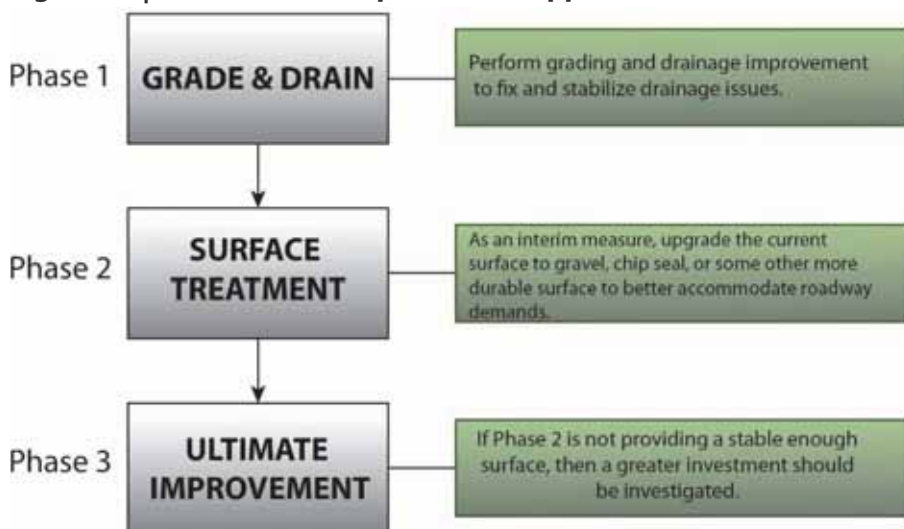 Phase 1
GRADE & DRAIN
Perform grading and drainage improvement
to fix and stabilize drainage issues.
Phase 2
SURFACE
TREATMENT
As an interim measure, upgrade the current
surface to gravel, chip seal, or some other more
durable surface to better accommodate roadway
demands.
Phase 3
ULTIMATE
IMPROVEMENT
If Phase 2 is not providing a stable enough
surface, then a greater investment should
be investigated.